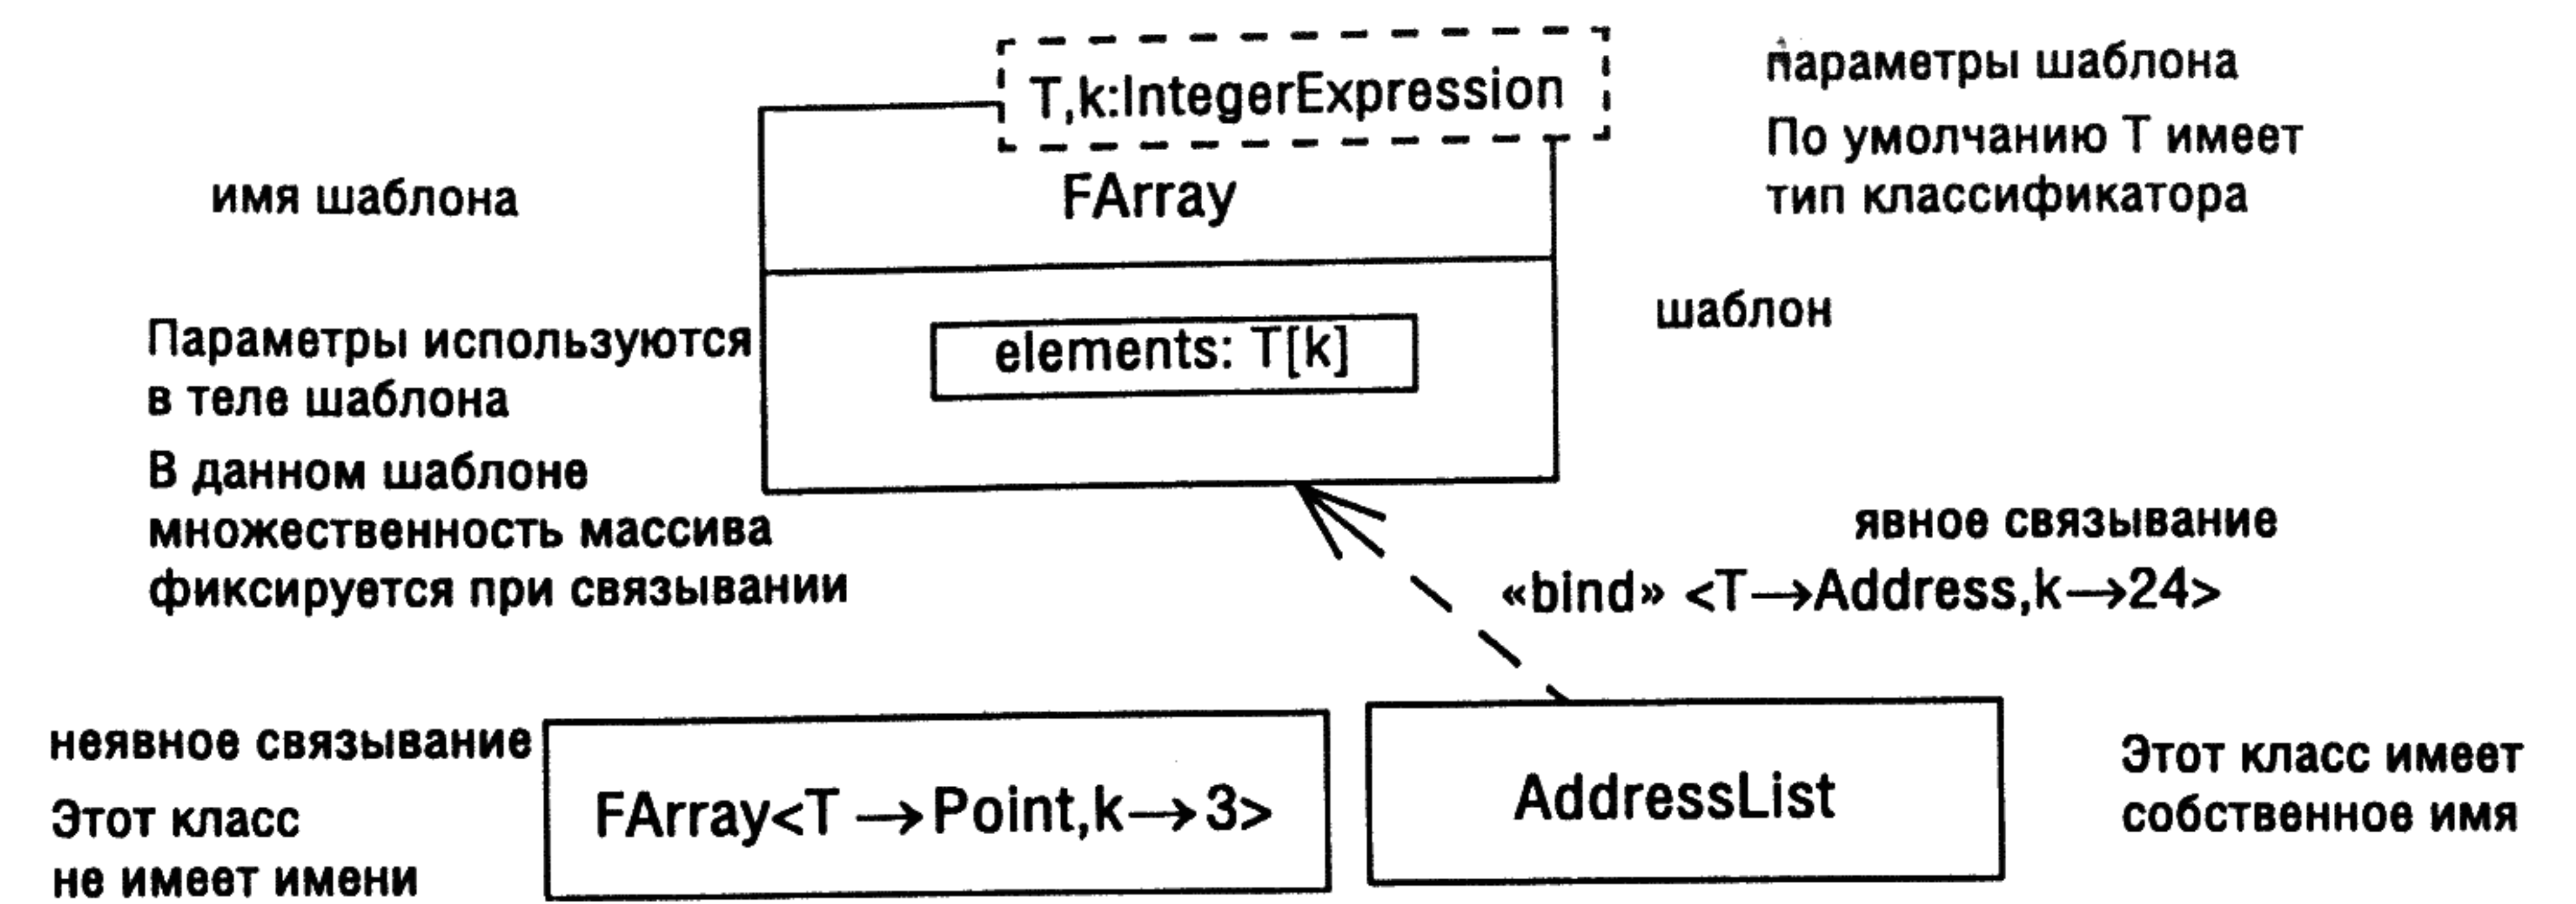 T,k:IntegerExpression
параметры шаблона
По умолчанию T имеет
тип классификатора
имя шаблона
FArray
шаблон
Параметры используются
в теле шаблона
elements: T[k]
В данном шаблоне
множественность массива
фиксируется при связывании
явное связывание
«bind» <T→Address,k→24>
неявное связывание
Этот класс
не имеет имени
FArray<T→Point,k→3>
AddressList
Этот класс имеет
собственное имя